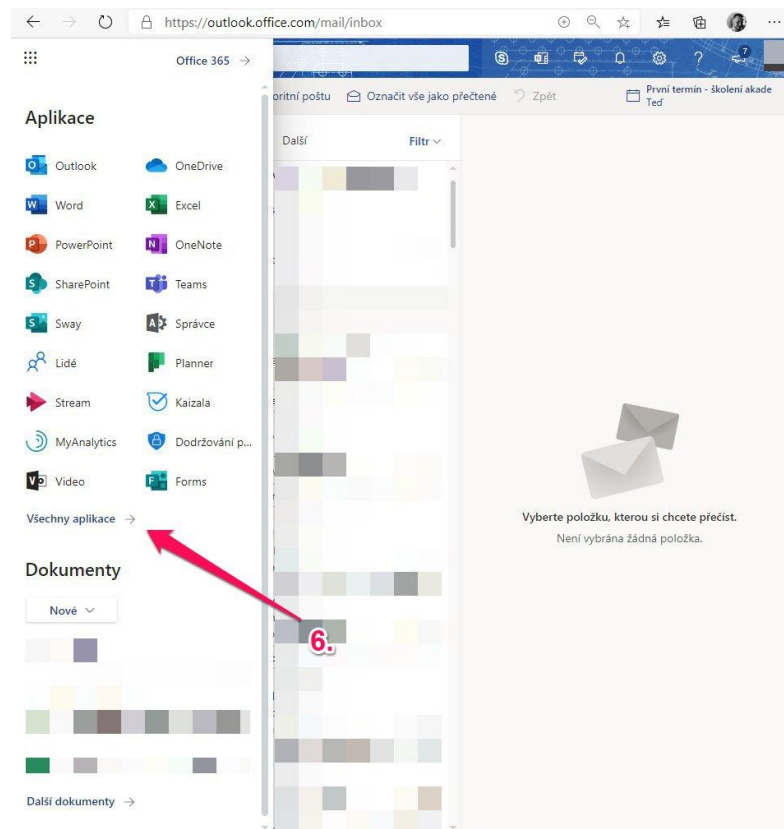 https://outlook.office.com/mail/inbox
Office 365 →
oritní poštu Označit vše jako přečtené Zpět První termín - školení akade
Teď
Aplikace
Další Filtr
Outlook OneDrive
Word Excel
PowerPoint OneNote
SharePoint Teams
Sway Správce
Lidé Planner
Stream Kaizala
MyAnalytics Dodržování p...
Video Forms
Všechny aplikace →
Vyberte položku, kterou si chcete přečíst.
Není vybrána žádná položka.
Dokumenty
Nové
6.
Další dokumenty →